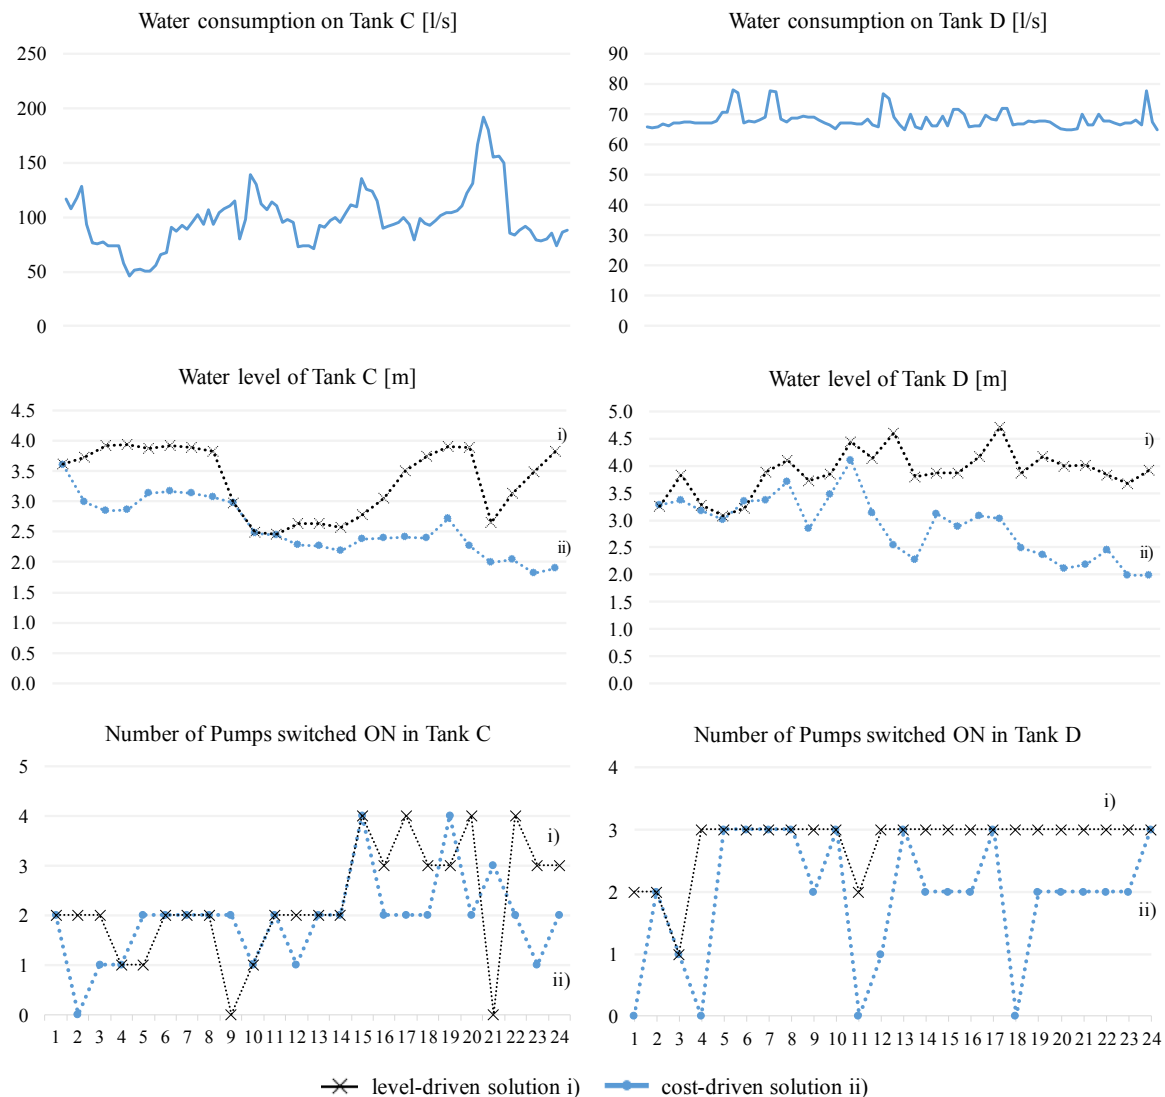 Water consumption on Tank C [l/s]
250
200
150
100
50
0
Water consumption on Tank D [l/s]
90
80
70
60
50
40
30
20
10
0
Water level of Tank C [m]
4.5
4.0
3.5
3.0
2.5
2.0
1.5
1.0
0.5
0.0
i)
ii)
Water level of Tank D [m]
5.0
4.5
4.0
3.5
3.0
2.5
2.0
1.5
1.0
0.5
0.0
i)
ii)
Number of Pumps switched ON in Tank C
5
4
3
2
1
0
i)
ii)
1 2 3 4 5 6 7 8 9 10 11 12 13 14 15 16 17 18 19 20 21 22 23 24
Number of Pumps switched ON in Tank D
4
3
2
1
0
i)
ii)
1 2 3 4 5 6 7 8 9 10 11 12 13 14 15 16 17 18 19 20 21 22 23 24
level-driven solution i) cost-driven solution ii)